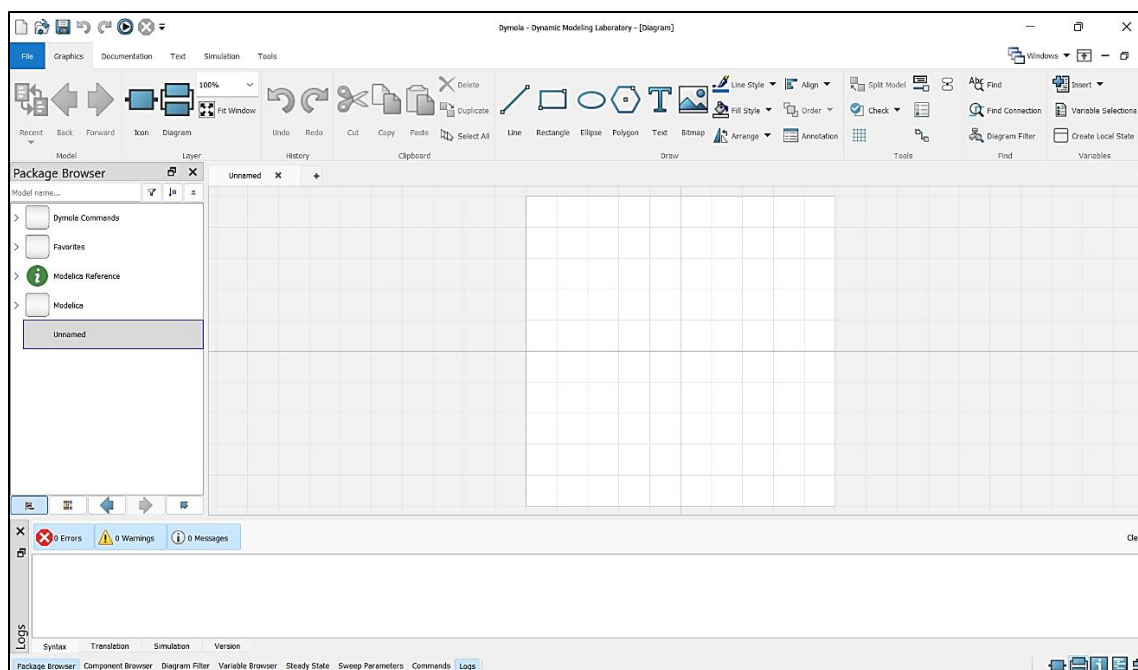 Dymola - Dynamic Modeling Laboratory - [Diagram]
File Graphics Documentation Text Simulation Tools Windows
100% Delete Line Style Align Split Model Find Insert
Fit Window Duplicate Fill Style Order Check Find Connection Variable Selections
Recent Back Forward Icon Diagram Undo Redo Cut Copy Paste Select All Line Rectangle Ellipse Polygon Text Bitmap Arrange Annotation Diagram Filter Create Local State
Model Layer History Clipboard Draw Tools Find Variables
Package Browser
Unnamed
Model name...
Dymola Commands
Favorites
Modelica Reference
Modelica
Unnamed
0 Errors 0 Warnings 0 Messages Cle
Logs
Syntax Translation Simulation Version
Package Browser Component Browser Diagram Filter Variable Browser Steady State Sweep Parameters Commands Logs